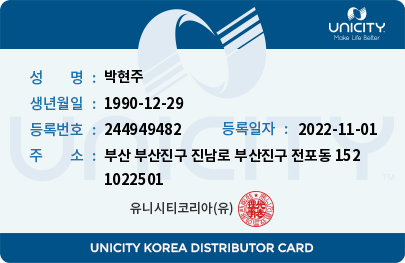 UNICITY
Make Life Better
성 명 : 박현주
생년월일 : 1990-12-29
등록번호 : 244949482 등록일자 : 2022-11-01
주 소 : 부산 부산진구 진남로 부산진구 전포동 152
1022501
UNICITY
유니시티코리아(유)
UNICITY KOREA DISTRIBUTOR CARD